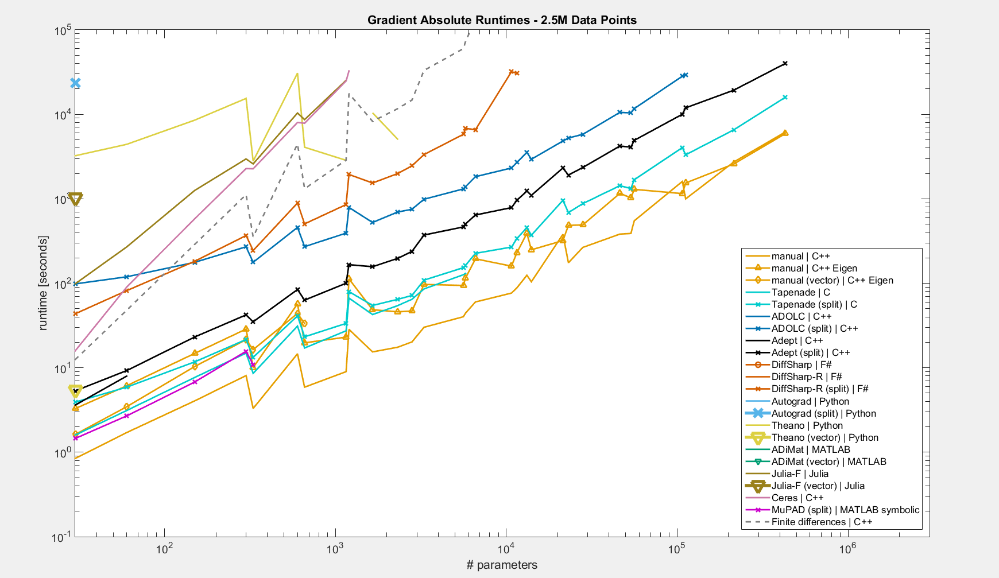 Gradient Absolute Runtimes - 2.5M Data Points
10^5
10^4
10^3
10^2
10^1
10^0
10^-1
runtime [seconds]
10^2
10^3
10^4
10^5
10^6
# parameters
manual | C++
manual | C++ Eigen
manual (vector) | C++ Eigen
Tapenade | C
Tapenade (split) | C
ADOLC | C++
ADOLC (split) | C++
Adept | C++
Adept (split) | C++
DiffSharp | F#
DiffSharp-R | F#
DiffSharp-R (split) | F#
Autograd | Python
Autograd (split) | Python
Theano | Python
Theano (vector) | Python
ADiMat | MATLAB
ADiMat (vector) | MATLAB
Julia-F | Julia
Julia-F (vector) | Julia
Ceres | C++
MuPAD (split) | MATLAB symbolic
Finite differences | C++